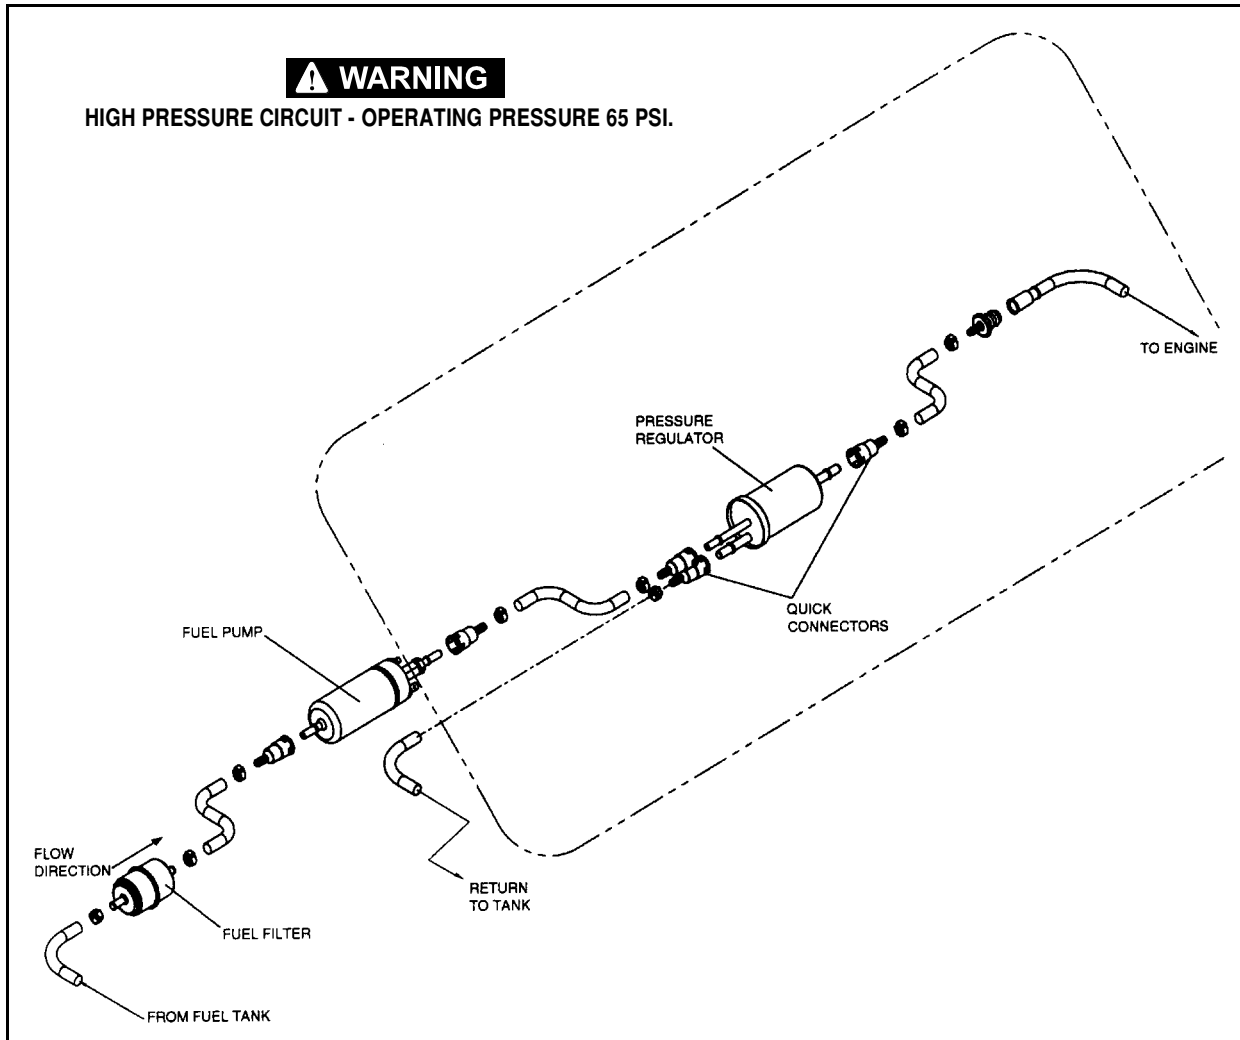 WARNING
HIGH PRESSURE CIRCUIT - OPERATING PRESSURE 65 PSI.
TO ENGINE
PRESSURE
REGULATOR
QUICK
CONNECTORS
FUEL PUMP
FLOW
DIRECTION
RETURN
TO TANK
FUEL FILTER
FROM FUEL TANK